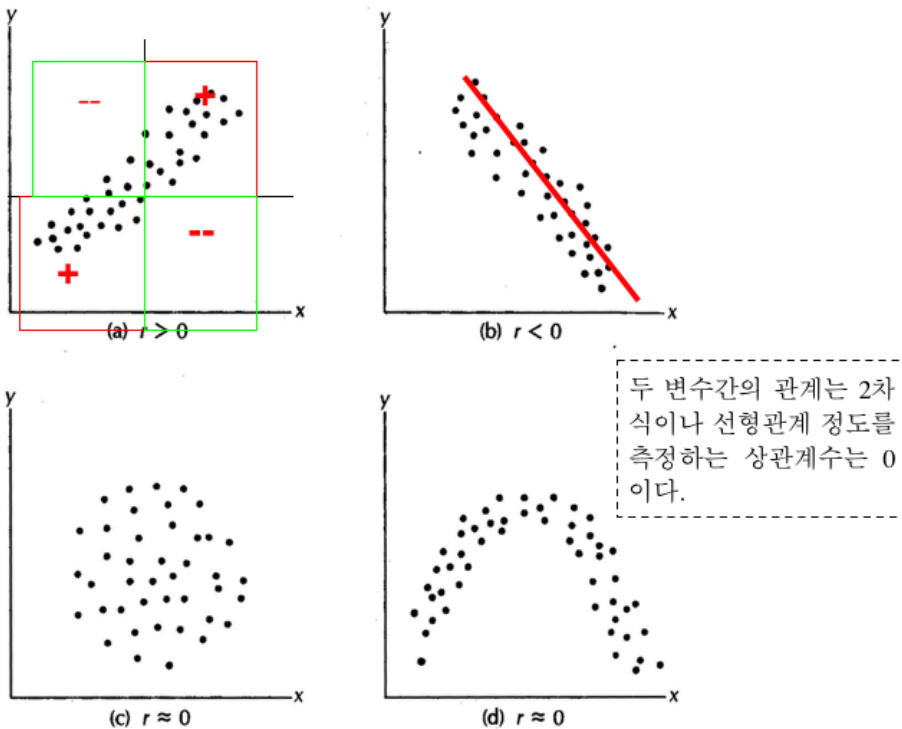 y
y
--
+
--
+
x
x
(a) r > 0
(b) r < 0
두 변수간의 관계는 2차
식이나 선형관계 정도를
측정하는 상관계수는 0
이다.
y
y
x
x
(c) r ≈ 0
(d) r ≈ 0